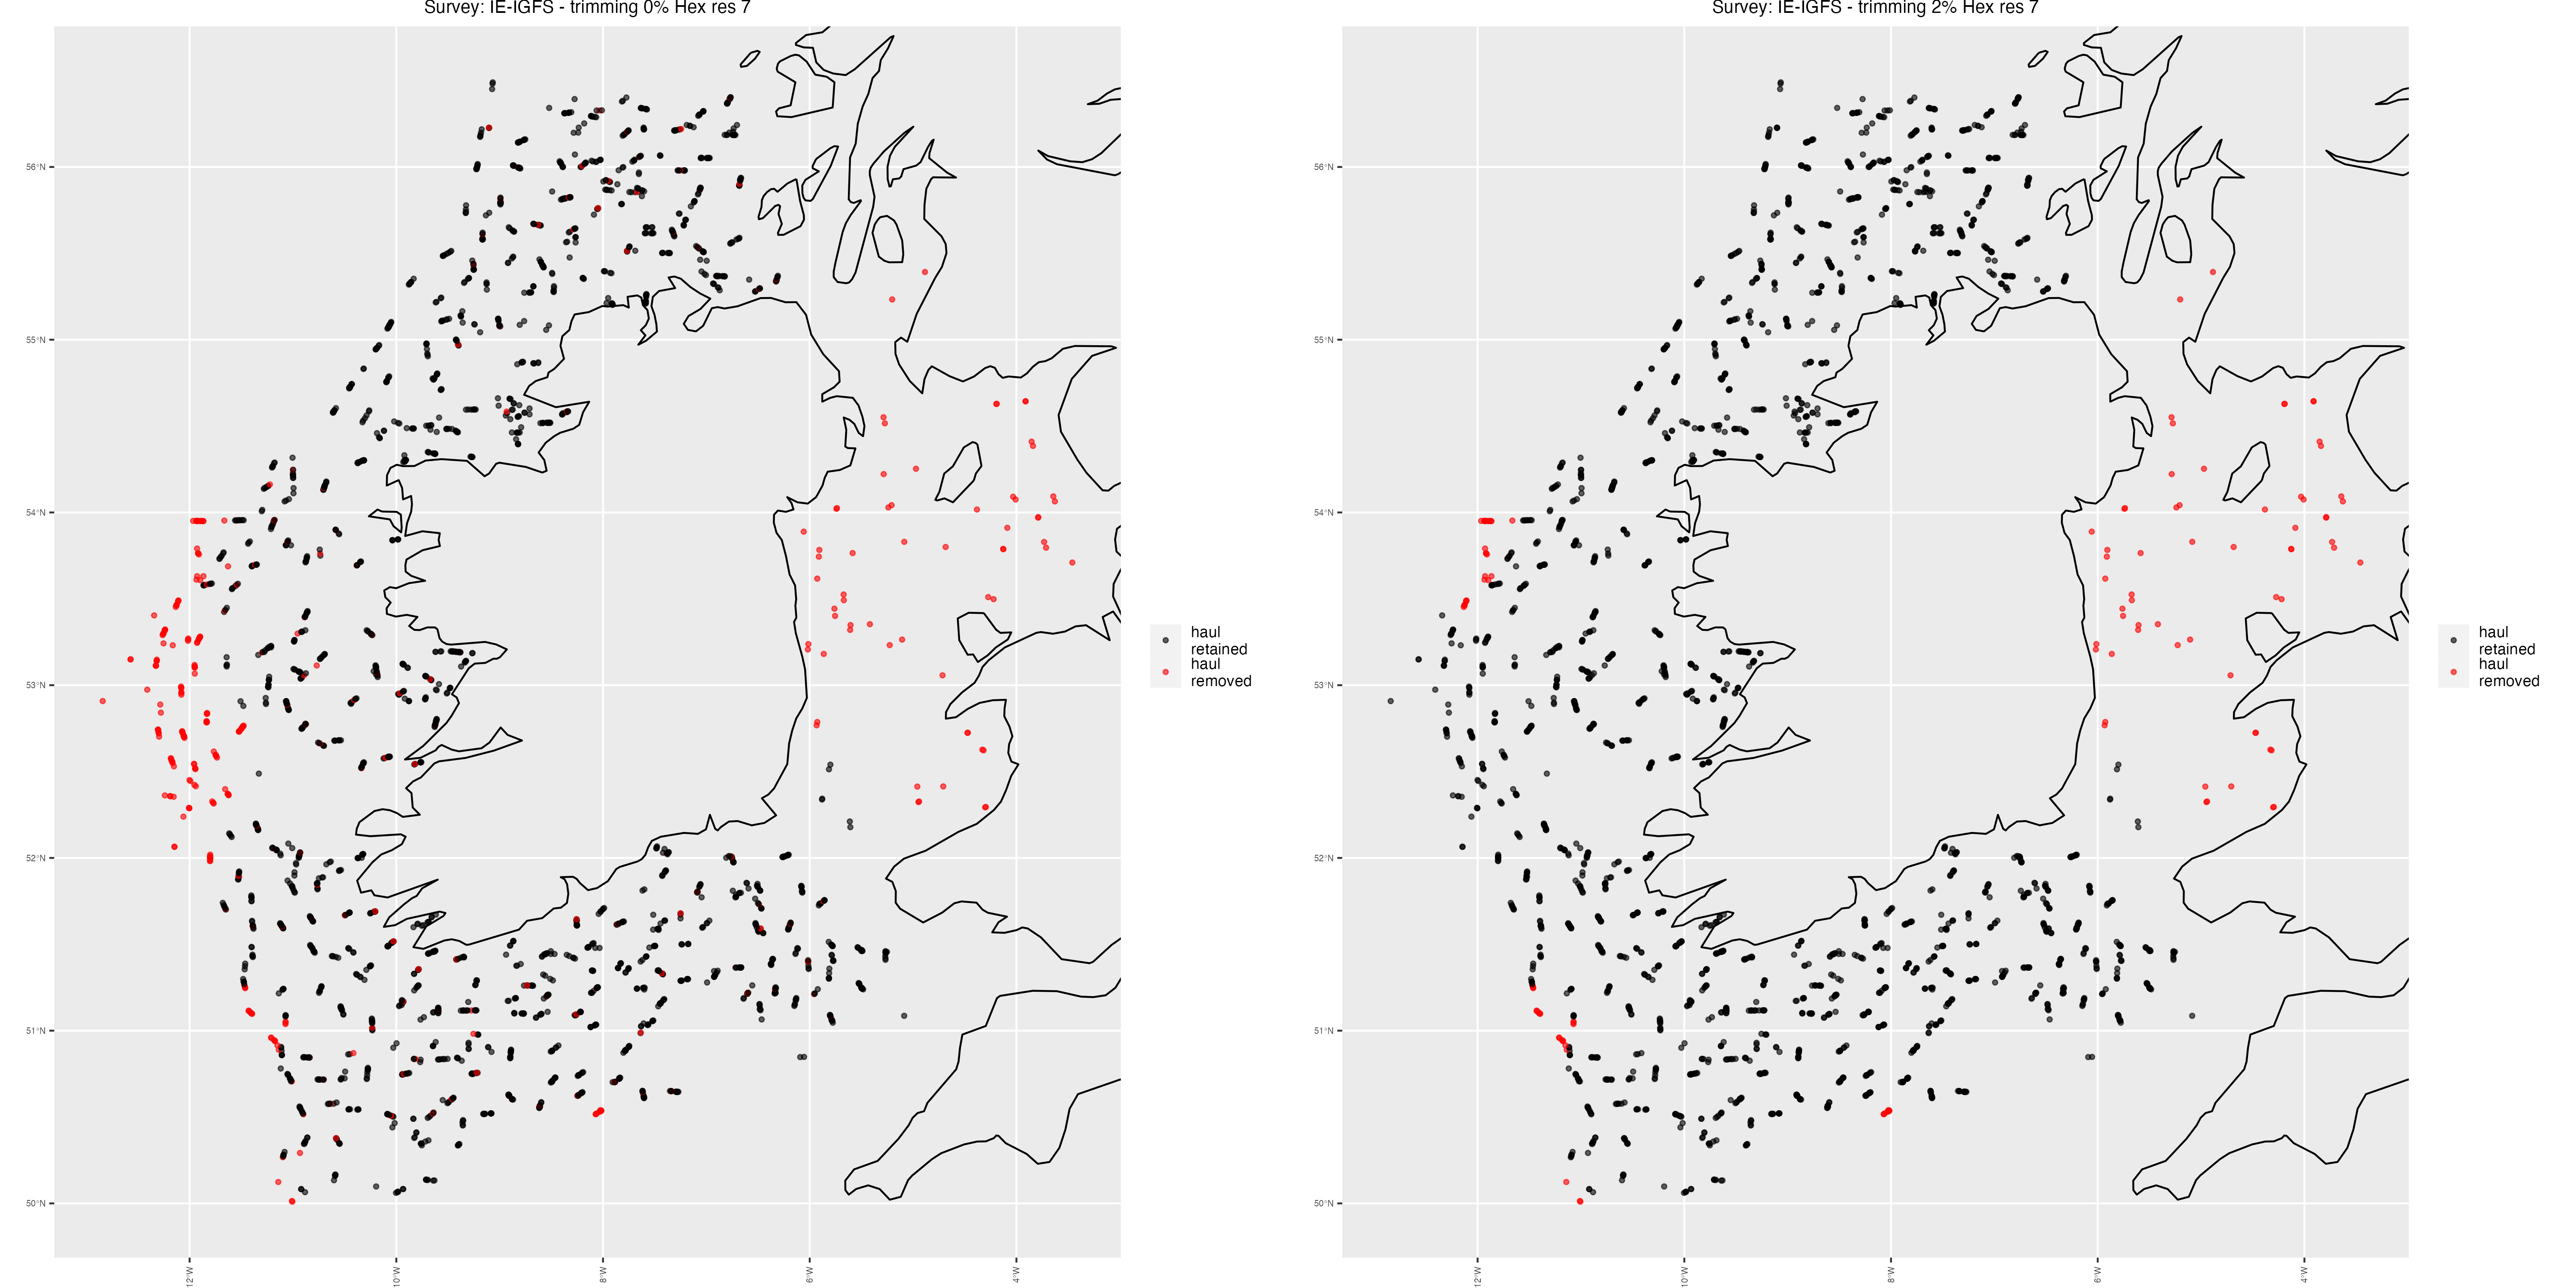 Survey: IE-IGFS - trimming 0% Hex res 7
56°N
55°N
54°N
53°N
52°N
51°N
50°N
12°W
10°W
8°W
6°W
4°W
haul
retained
haul
removed
Survey: IE-IGFS - trimming 2% Hex res 7
56°N
55°N
54°N
53°N
52°N
51°N
50°N
12°W
10°W
8°W
6°W
4°W
haul
retained
haul
removed